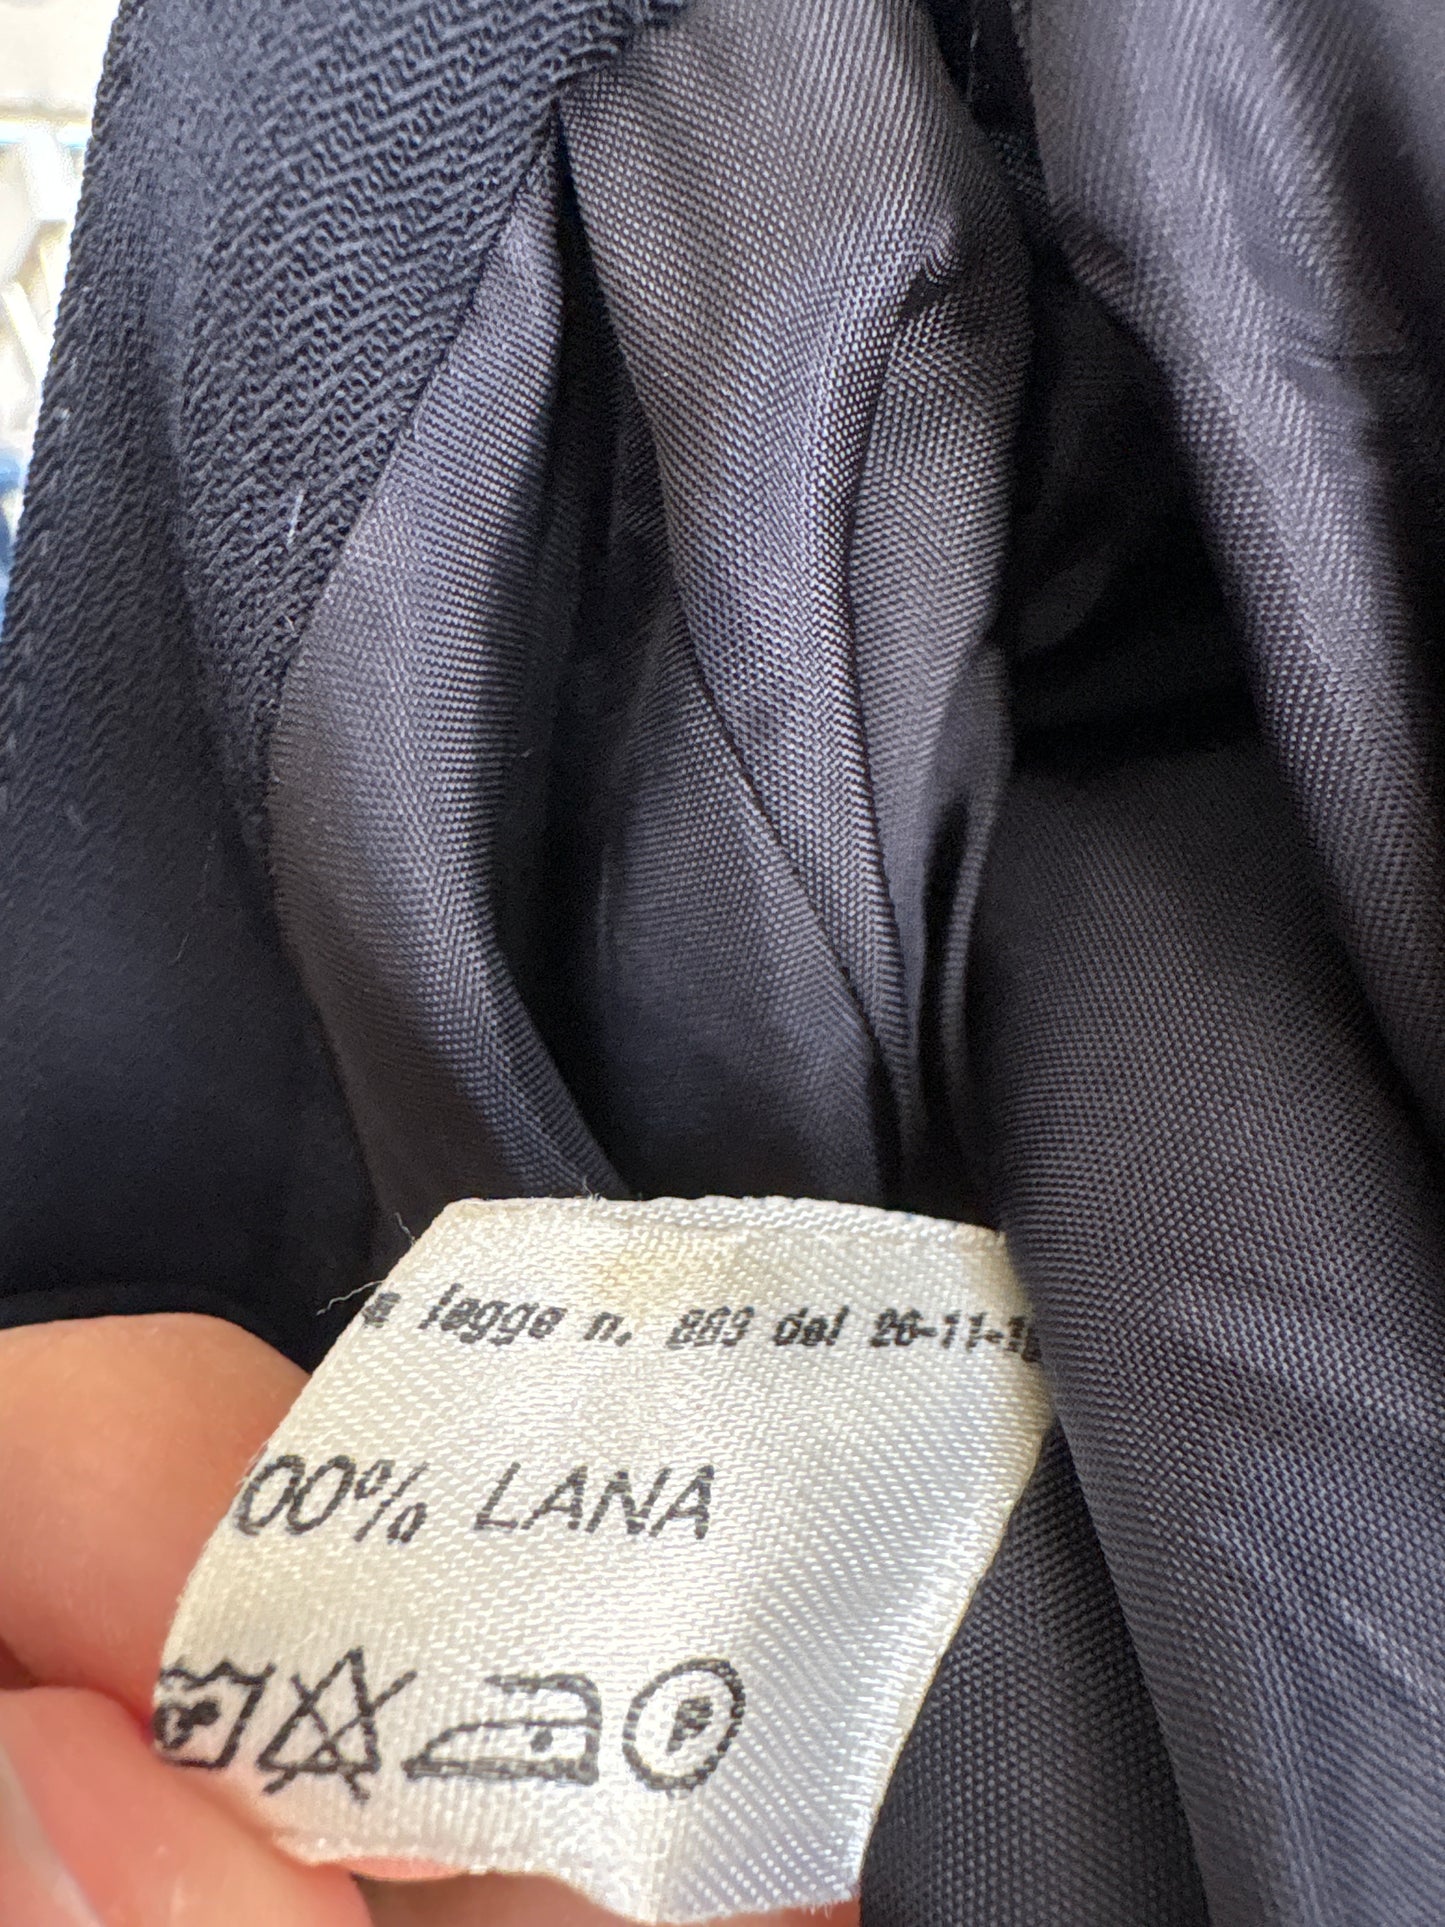 legge n. 883 del 26-11-1
00% LANA
P